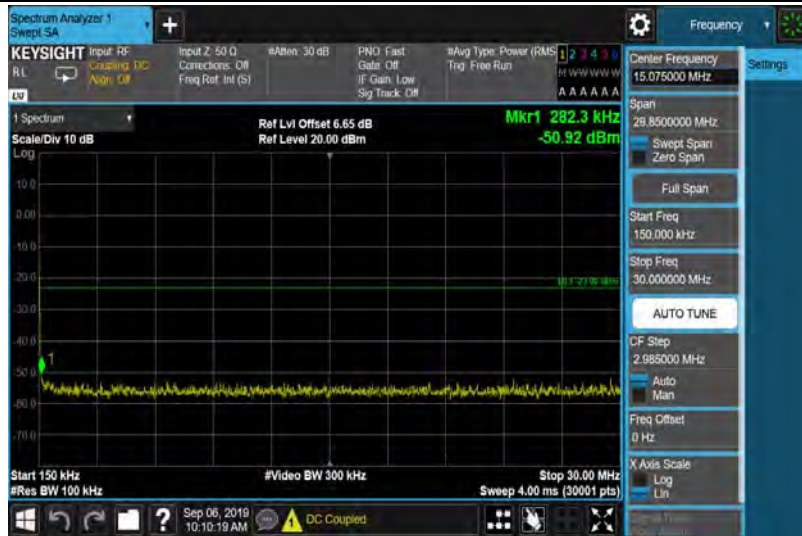 Spectrum Analyzer 1
Swept SA
Frequency
KEYSIGHT
RL
Input: RF
Coupling: DC
Align: Off
Input Z: 50 Ω
Corrections: Off
Freq Ref: Int (S)
#Atten: 30 dB
PNO: Fast
Gate: Off
IF Gain: Low
Sig Track: Off
#Avg Type: Power (RMS
Trig: Free Run
1 2 3 4 5 6
M W W W W W
A A A A A A
LXI
1 Spectrum
Scale/Div 10 dB
Log
Ref Lvl Offset 6.65 dB
Ref Level 20.00 dBm
Mkr1 282.3 kHz
-50.92 dBm
10.0
0.00
-10.0
-20.0
-30.0
-40.0
-50.0
-60.0
-70.0
1
Start 150 kHz
#Res BW 100 kHz
#Video BW 300 kHz
Stop 30.00 MHz
Sweep 4.00 ms (30001 pts)
Sep 06, 2019
10:10:19 AM
DC Coupled
Settings
Center Frequency
15.075000 MHz
Span
29.8500000 MHz
Swept Span
Zero Span
Full Span
Start Freq
150.000 kHz
Stop Freq
30.000000 MHz
AUTO TUNE
CF Step
2.985000 MHz
Auto
Man
Freq Offset
0 Hz
X Axis Scale
Log
Lin